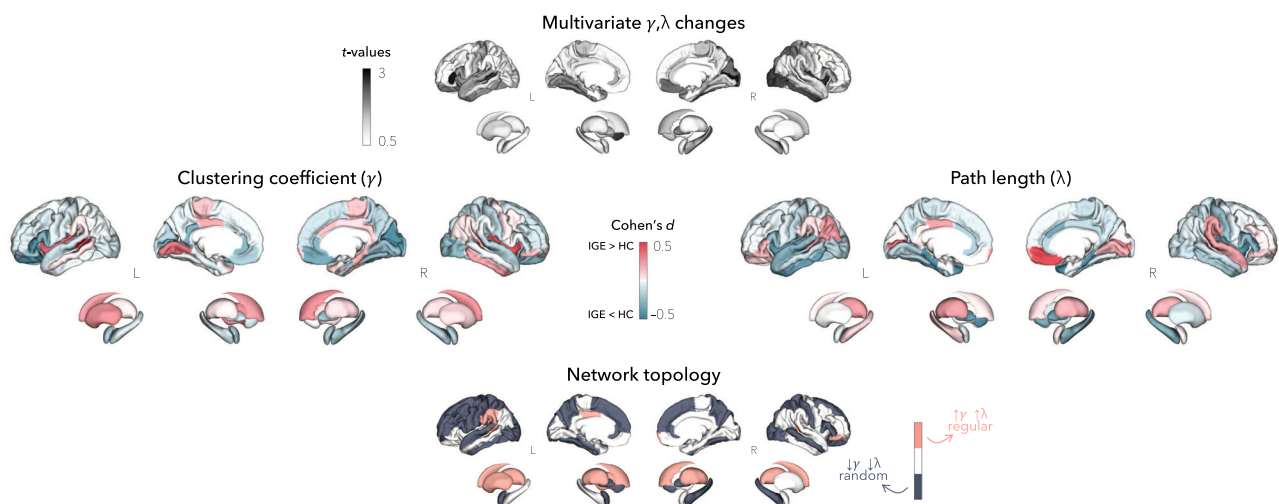 Multivariate γ,λ changes
t-values
3
0.5
L
R
Clustering coefficient (γ)
Path length (λ)
Cohen's d
IGE > HC 0.5
IGE < HC –0.5
L
R
L
R
Network topology
L
R
↑γ ↑λ
regular
↓γ ↓λ
random